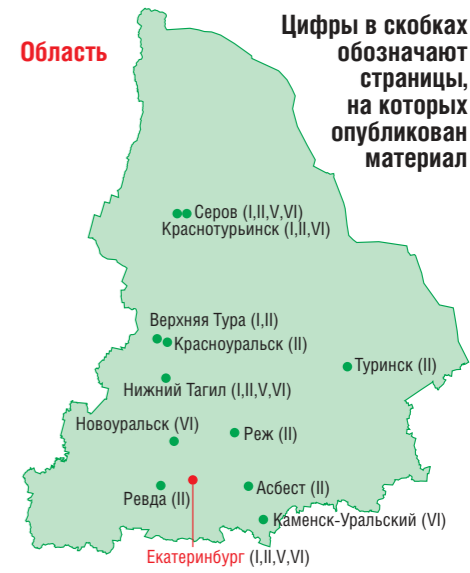 Область
Цифры в скобках
обозначают
страницы,
на которых
опубликован
материал
Серов (I,II,V,VI)
Краснотурьинск (I,II,VI)
Верхняя Тура (I,II)
Красноуральск (II)
Туринск (II)
Нижний Тагил (I,II,V,VI)
Новоуральск (VI)
Реж (II)
Ревда (II)
Асбест (II)
Каменск-Уральский (VI)
Екатеринбург (I,II,V,VI)